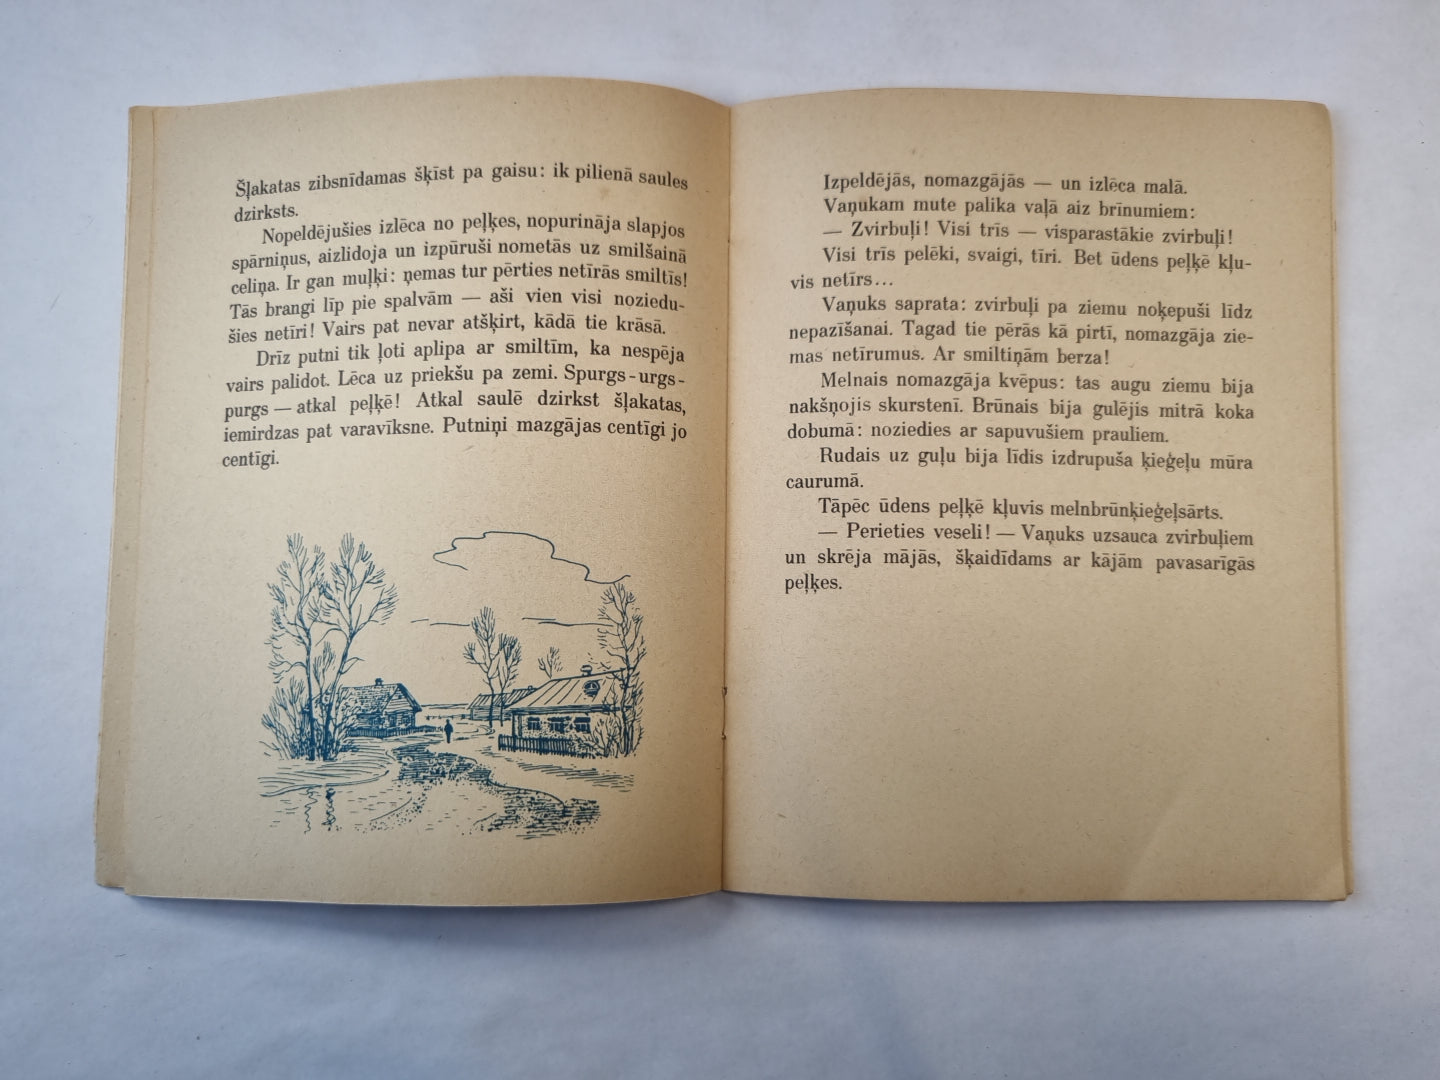 Šļakatas zibsnīdamas šķīst pa gaisu: ik pilienā saules
dzirksts.
Nopeldējušies izlēca no peļķes, nopurināja slapjos
spārniņus, aizlidoja un izpūruši nometās uz smilšainā
celiņa. Ir gan muļķi: ņemas tur pērties netīrās smiltīs!
Tās brangi līp pie spalvām — aši vien visi noziedu-
šies netīri! Vairs pat nevar atšķirt, kādā tie krāsā.
Drīz putni tik ļoti aplipa ar smiltīm, ka nespēja
vairs palidot. Lēca uz priekšu pa zemi. Spurgs-urgs-
purgs — atkal peļķē! Atkal saulē dzirkst šļakatas,
iemirdzas pat varavīksne. Putniņi mazgājas centīgi jo
centīgi.
Izpeldējās, nomazgājās — un izlēca malā.
Vaņukam mute palika vaļā aiz brīnumiem:
— Zvirbuļi! Visi trīs — visparastākie zvirbuļi!
Visi trīs pelēki, svaigi, tīri. Bet ūdens peļķē kļu-
vis netīrs...
Vaņuks saprata: zvirbuļi pa ziemu noķepuši līdz
nepazīšanai. Tagad tie pērās kā pirtī, nomazgāja zie-
mas netīrumus. Ar smiltiņām berza!
Melnais nomazgāja kvēpus: tas augu ziemu bija
nakšņojis skurstenī. Brūnais bija gulējis mitrā koka
dobumā: noziedies ar sapuvušiem prauliem.
Rudais uz guļu bija līdis izdrupuša ķieģeļu mūra
caurumā.
Tāpēc ūdens peļķē kļuvis melnbrūnķieģeļsārts.
— Perieties veseli! — Vaņuks uzsauca zvirbuļiem
un skrēja mājās, šķaidīdams ar kājām pavasarīgās
peļķes.